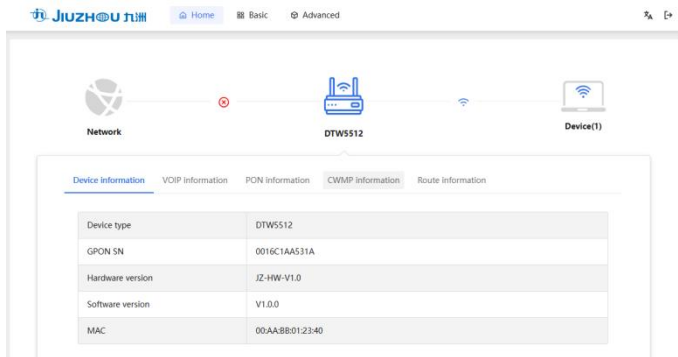 JIUZHOU 九洲 Home Basic Advanced
Network DTW5512 Device(1)
Device information VOIP information PON information CWMP information Route information
Device type DTW5512
GPON SN 0016C1AA531A
Hardware version JZ-HW-V1.0
Software version V1.0.0
MAC 00:AA:BB:01:23:40